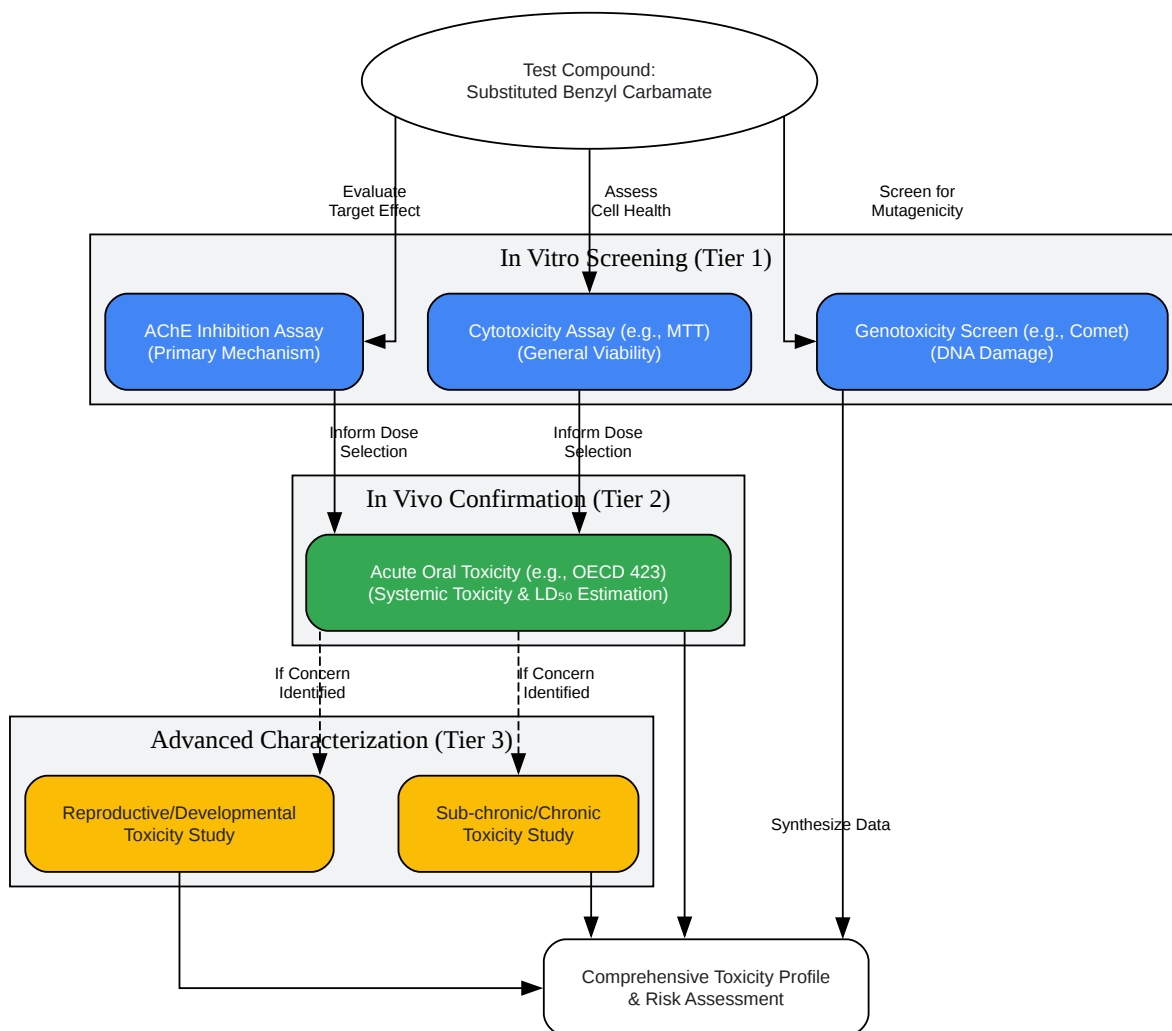 Test Compound:
Substituted Benzyl Carbamate
Evaluate
Target Effect
Assess
Cell Health
Screen for
Mutagenicity
In Vitro Screening (Tier 1)
AChE Inhibition Assay
(Primary Mechanism)
Cytotoxicity Assay (e.g., MTT)
(General Viability)
Genotoxicity Screen (e.g., Comet)
(DNA Damage)
Inform Dose
Selection
Inform Dose
Selection
In Vivo Confirmation (Tier 2)
Acute Oral Toxicity (e.g., OECD 423)
(Systemic Toxicity & LD₅₀ Estimation)
If Concern
Identified
If Concern
Identified
Advanced Characterization (Tier 3)
Reproductive/Developmental
Toxicity Study
Sub-chronic/Chronic
Toxicity Study
Synthesize Data
Comprehensive Toxicity Profile
& Risk Assessment